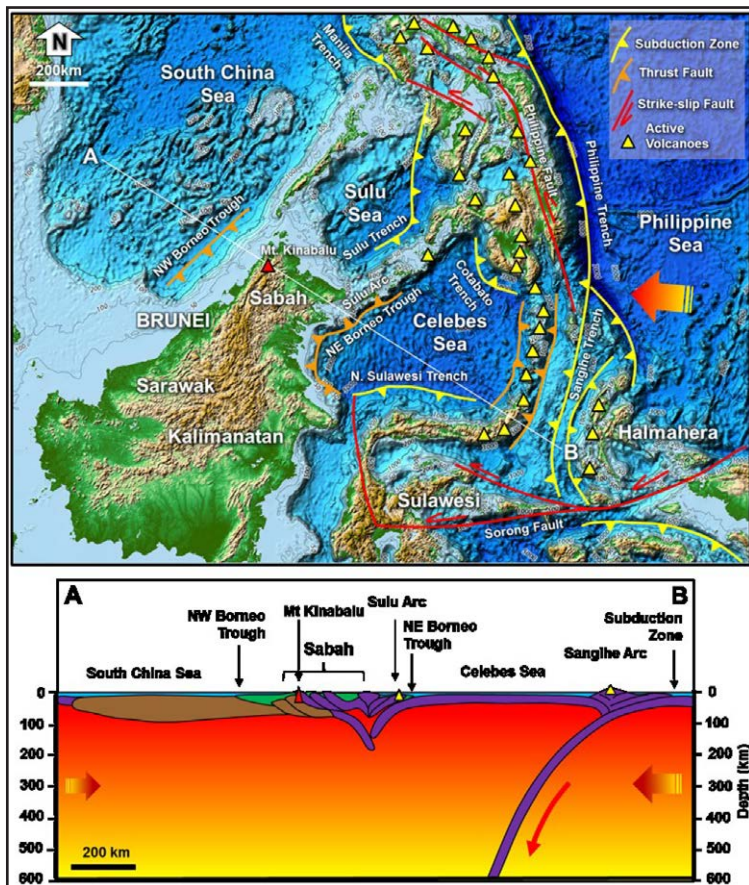 N
200km
South China
Sea
Manila
Trench
Subduction Zone
Thrust Fault
Strike-slip Fault
Active
Volcanoes
A
NW Borneo Trough
Sulu
Sea
Sulu Trench
Philippine Fault
Philippine Trench
Philippine
Sea
Mt. Kinabalu
Sabah
Sulu Arc
NE Borneo Trough
Cotabato
Trench
BRUNEI
Celebes
Sea
Sangihe Trench
Sarawak
N. Sulawesi Trench
Kalimanatan
B
Halmahera
Sulawesi
Sorong Fault
A
B
NW Borneo
Trough
Mt Kinabalu
Sulu Arc
Sabah
NE Borneo
Trough
Subduction
Zone
South China Sea
Celebes Sea
Sangihe Arc
0
100
200
300
400
500
600
200 km
0
100
200
300
400
500
600
Depth (km)